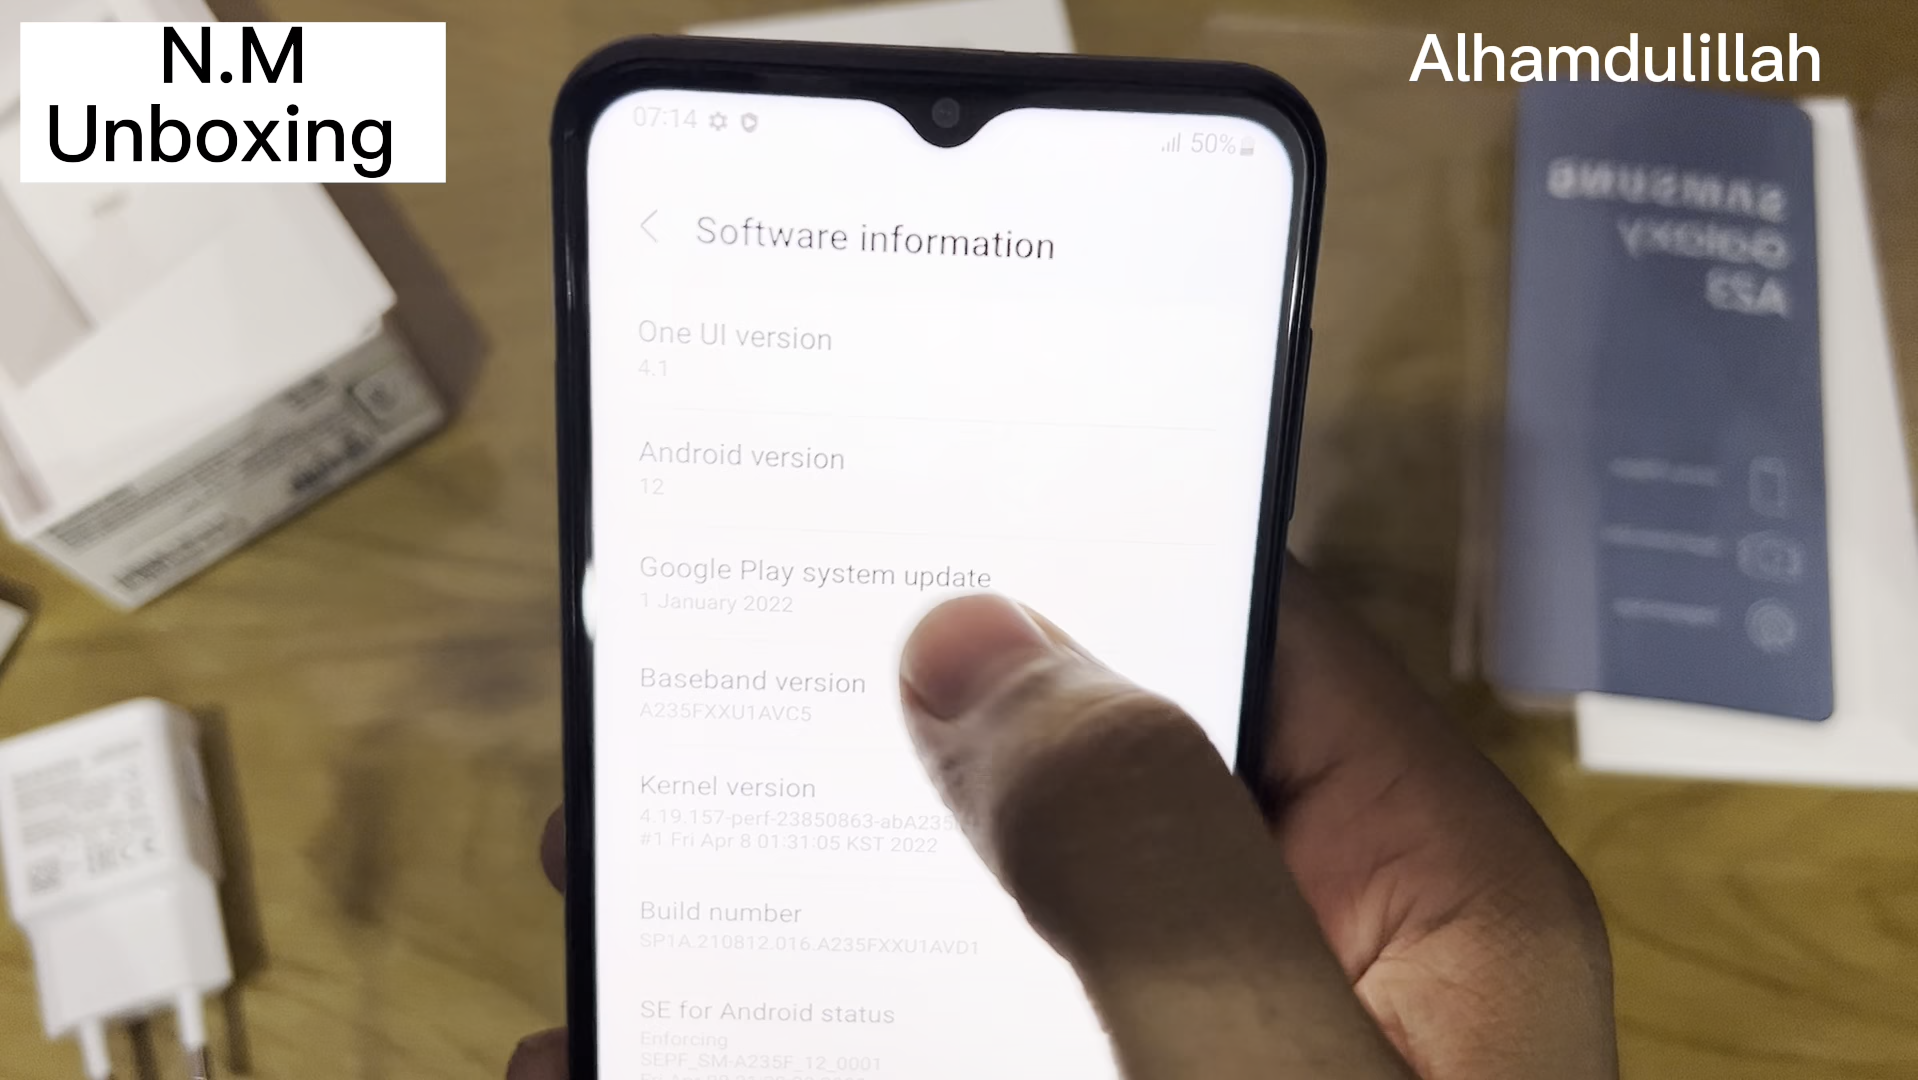 N.M
Unboxing
Alhamdulillah
07:14
50%
Software information
One UI version
4.1
Android version
12
Google Play system update
1 January 2022
Baseband version
A235FXXU1AVC5
Kernel version
4.19.157-perf-23850863-abA235
#1 Fri Apr 8 01:31:05 KST 2022
Build number
SP1A.210812.016.A235FXXU1AVD1
SE for Android status
Enforcing
SEPF_SM-A235F_12_0001
SAMSUNG
Galaxy
A23